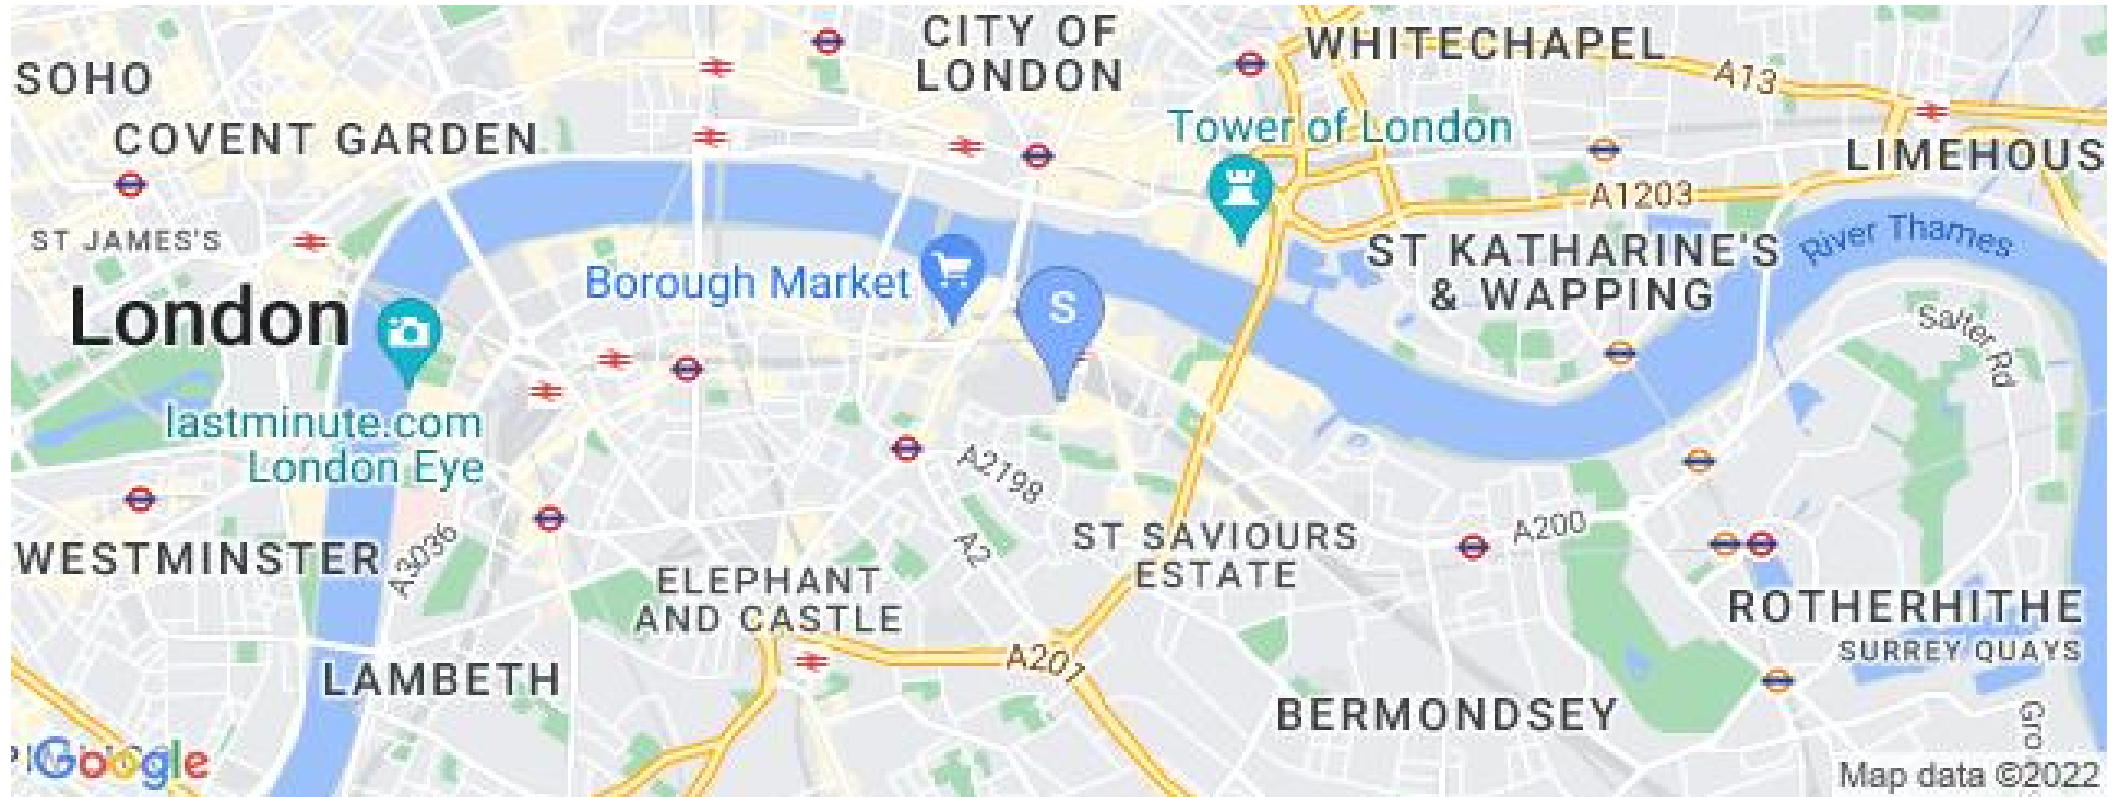 CITY OF
LONDON
WHITECHAPEL
SOHO
A13
COVENT GARDEN
Tower of London
LIMEHOUS
A1203
ST JAMES'S
ST KATHARINE'S
& WAPPING
River Thames
Borough Market
S
London
Salter Rd
lastminute.com
London Eye
A2198
WESTMINSTER
A3036
A2
ST SAVIOURS
ESTATE
A200
ELEPHANT
AND CASTLE
ROTHERHITHE
SURREY QUAYS
A201
LAMBETH
BERMONDSEY
Gro
Google
Map data ©2022